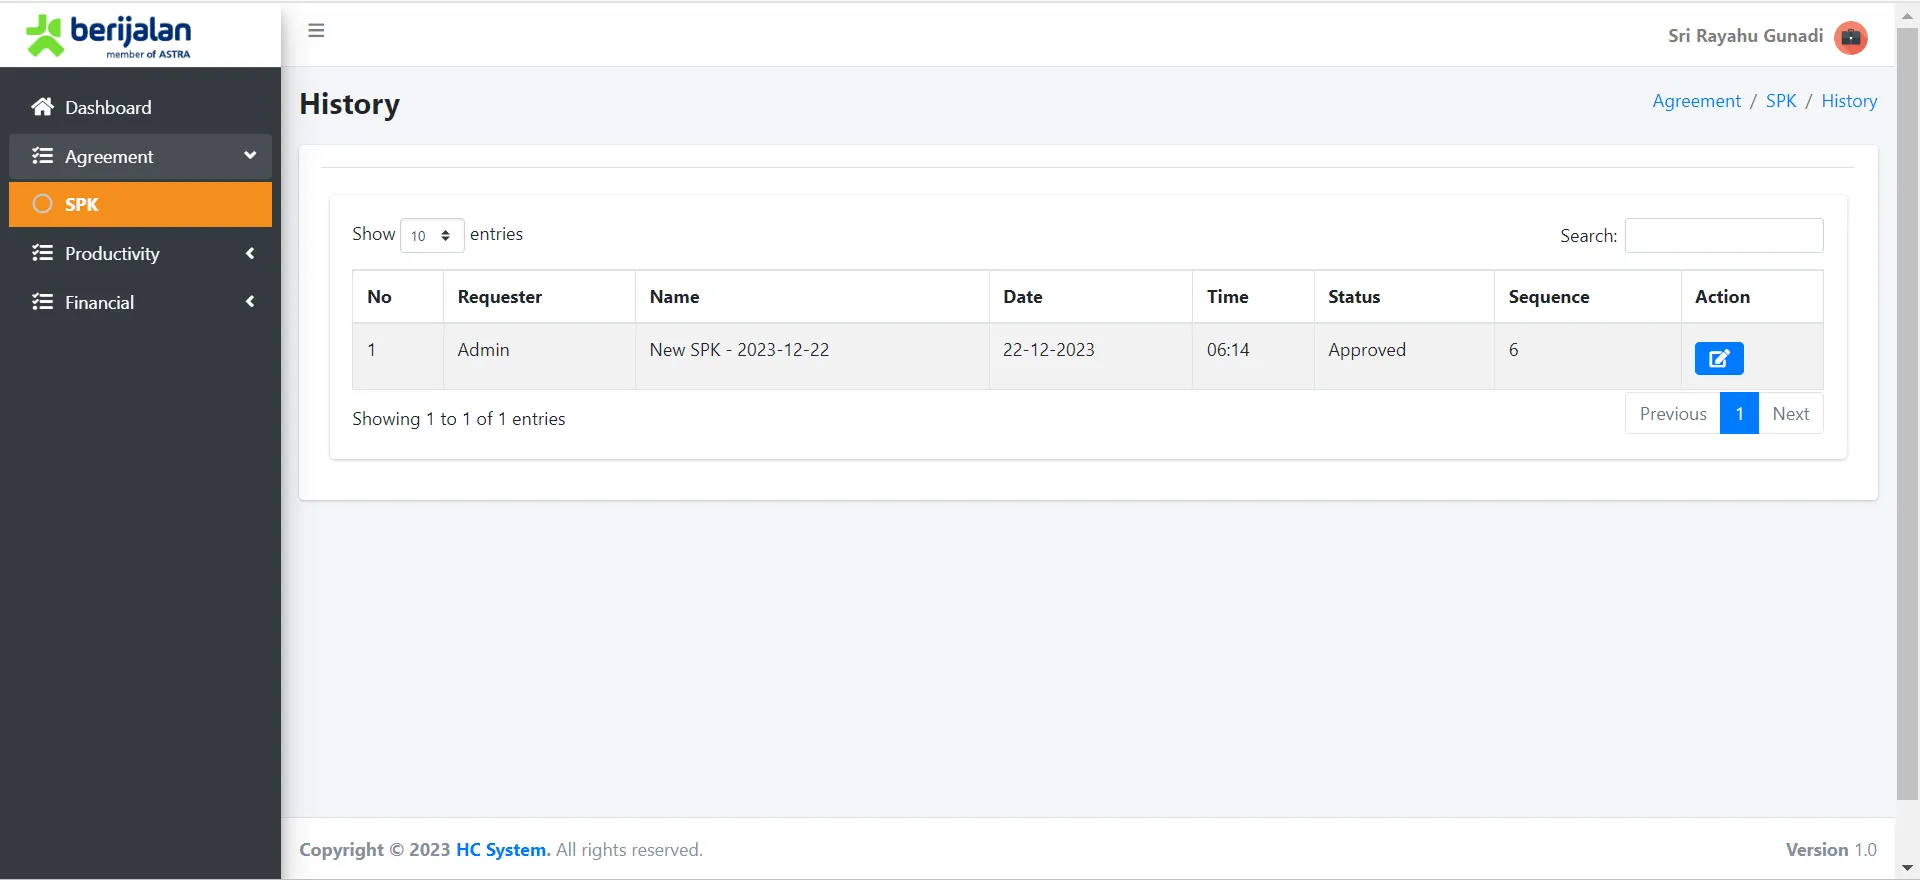 berijalan
member of ASTRA
Sri Rayahu Gunadi
Dashboard
Agreement
SPK
Productivity
Financial
History
Agreement / SPK / History
Show 10 entries
Search:
No Requester Name Date Time Status Sequence Action
1 Admin New SPK - 2023-12-22 22-12-2023 06:14 Approved 6
Showing 1 to 1 of 1 entries
Previous 1 Next
Copyright © 2023 HC System. All rights reserved.
Version 1.0